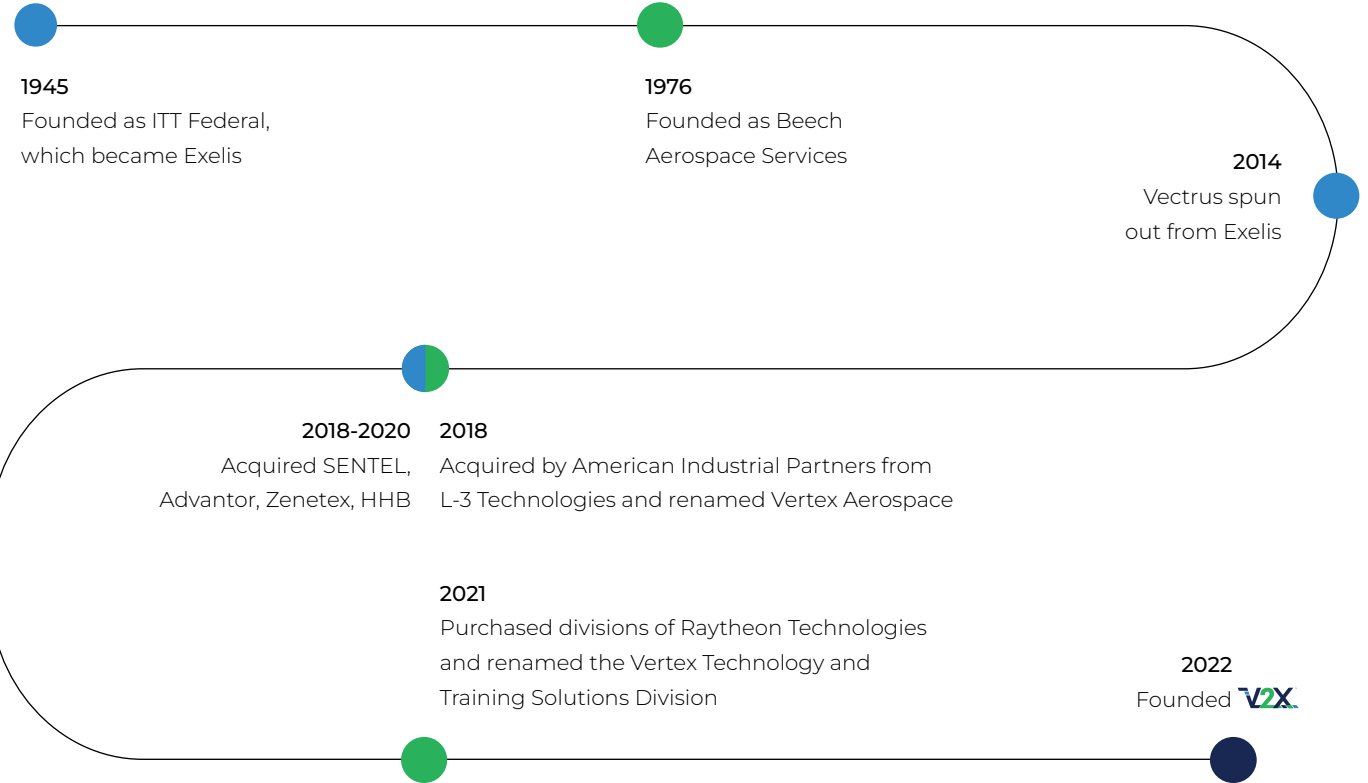 1945
Founded as ITT Federal,
which became Exelis
1976
Founded as Beech
Aerospace Services
2014
Vectrus spun
out from Exelis
2018-2020
Acquired SENTEL,
Advantor, Zenetex, HHB
2018
Acquired by American Industrial Partners from
L-3 Technologies and renamed Vertex Aerospace
2021
Purchased divisions of Raytheon Technologies
and renamed the Vertex Technology and
Training Solutions Division
2022
Founded V2X